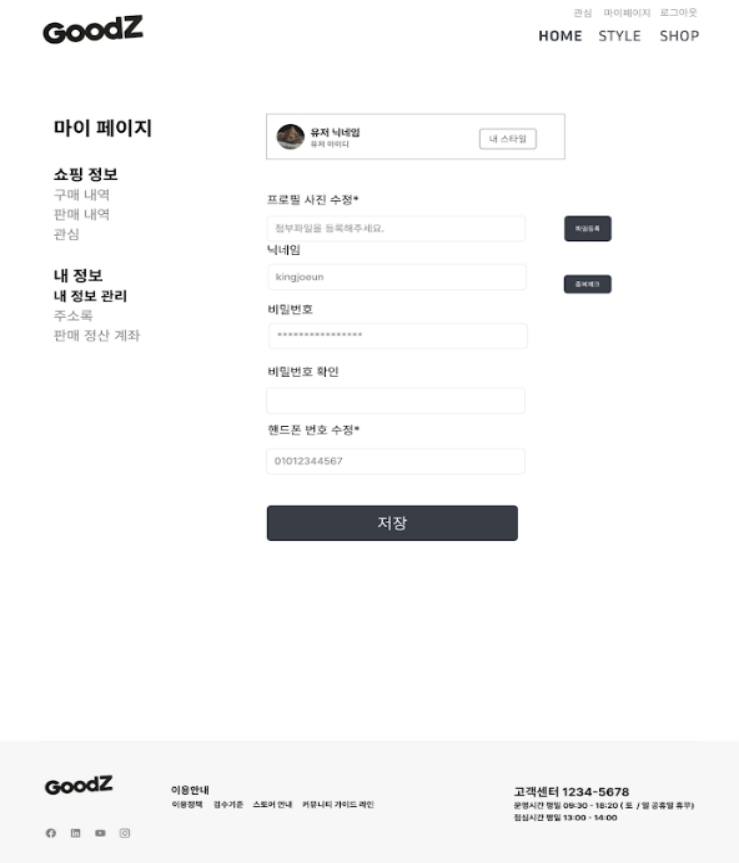 GoodZ
관심 마이페이지 로그아웃
HOME STYLE SHOP
마이 페이지
쇼핑 정보
구매 내역
판매 내역
관심
내 정보
내 정보 관리
주소록
판매 정산 계좌
유저 닉네임
유저 아이디
내 스타일
프로필 사진 수정*
첨부파일을 등록해주세요.
파일등록
닉네임
kingjoeun
중복체크
비밀번호
****************
비밀번호 확인
핸드폰 번호 수정*
01012344567
저장
GoodZ
이용안내
이용정책 검수기준 스토어 안내 커뮤니티 가이드 라인
고객센터 1234-5678
운영시간 평일 09:30 - 18:20 ( 토 / 일 공휴일 휴무)
점심시간 평일 13:00 - 14:00